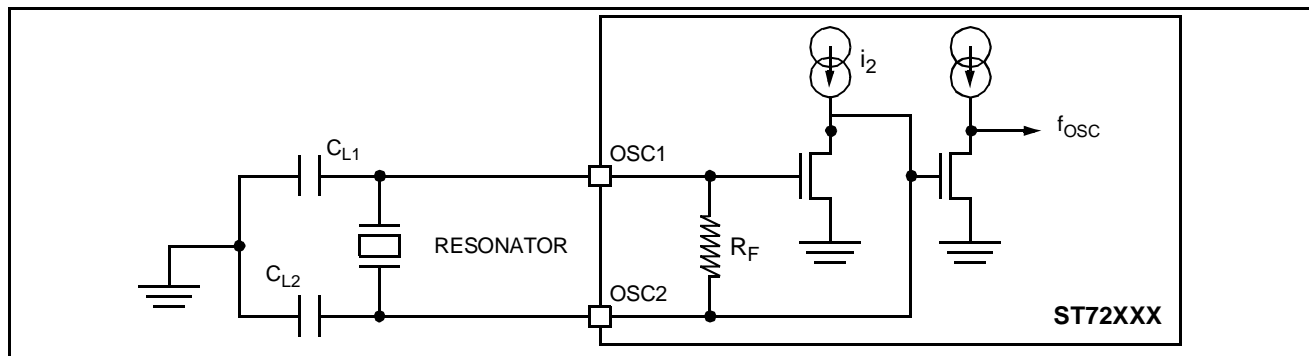 i2
fOSC
CL1
OSC1
RESONATOR
RF
CL2
OSC2
ST72XXX